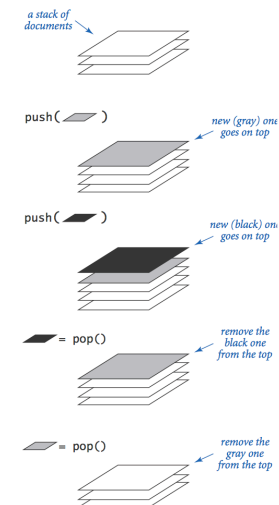 a stack of
documents
push( )
new (gray) one
goes on top
push( )
new (black) one
goes on top
= pop()
remove the
black one
from the top
= pop()
remove the
gray one
from the top